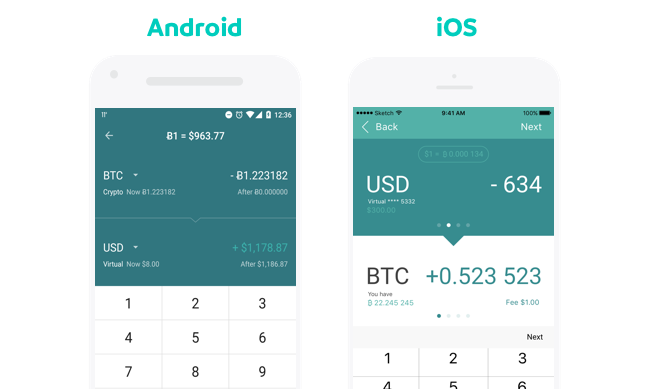 Android
iOS
12:36
Ƀ1 = $963.77
BTC - Ƀ1.223182
Crypto Now Ƀ1.223182 After Ƀ0.000000
USD + $1,178.87
Virtual Now $8.00 After $1,186.87
1 2 3
4 5 6
7 8 9
Sketch 9:41 AM 100%
Back Next
$1 = ₿ 0.000 134
USD - 634
Virtual **** 5332
$300.00
BTC +0.523 523
You have
₿ 22.245 245 Fee $1.00
Next
1 2 3
4 5 6